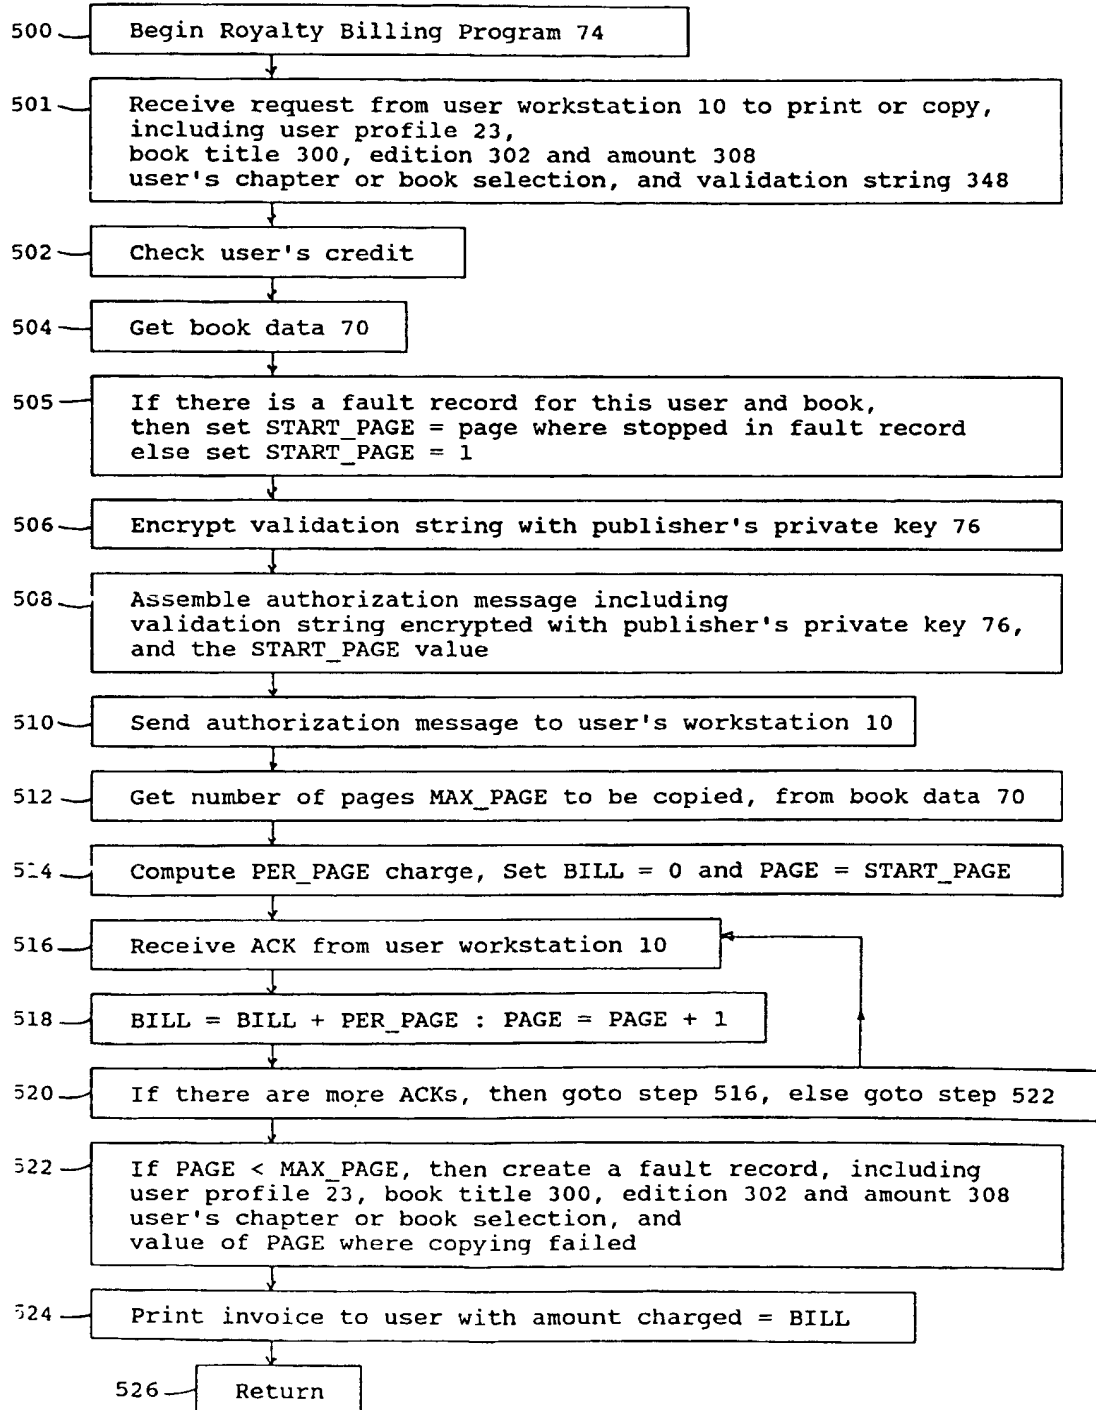 500 Begin Royalty Billing Program 74
501 Receive request from user workstation 10 to print or copy,
including user profile 23,
book title 300, edition 302 and amount 308
user's chapter or book selection, and validation string 348
502 Check user's credit
504 Get book data 70
505 If there is a fault record for this user and book,
then set START_PAGE = page where stopped in fault record
else set START_PAGE = 1
506 Encrypt validation string with publisher's private key 76
508 Assemble authorization message including
validation string encrypted with publisher's private key 76,
and the START_PAGE value
510 Send authorization message to user's workstation 10
512 Get number of pages MAX_PAGE to be copied, from book data 70
514 Compute PER_PAGE charge, Set BILL = 0 and PAGE = START_PAGE
516 Receive ACK from user workstation 10
518 BILL = BILL + PER_PAGE : PAGE = PAGE + 1
520 If there are more ACKs, then goto step 516, else goto step 522
522 If PAGE < MAX_PAGE, then create a fault record, including
user profile 23, book title 300, edition 302 and amount 308
user's chapter or book selection, and
value of PAGE where copying failed
524 Print invoice to user with amount charged = BILL
526 Return